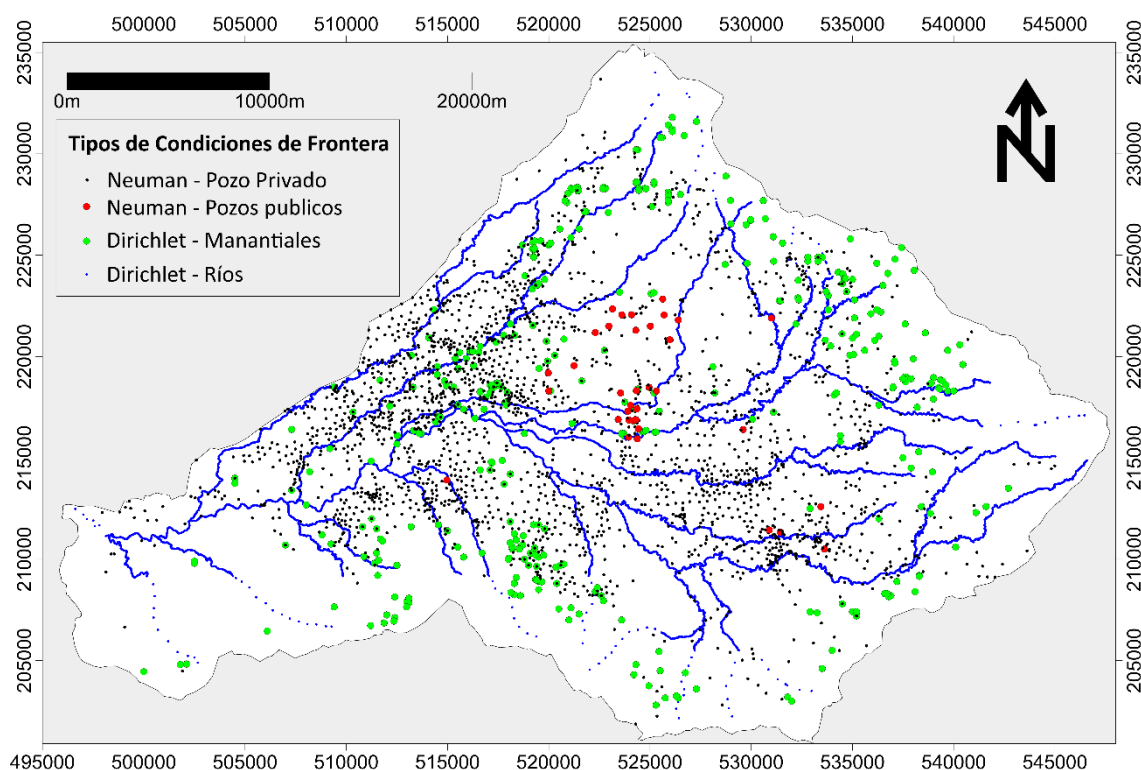 500000 505000 510000 515000 520000 525000 530000 535000 540000 545000
235000
230000
225000
220000
215000
210000
205000
0m 10000m 20000m
Tipos de Condiciones de Frontera
Neuman - Pozo Privado
Neuman - Pozos publicos
Dirichlet - Manantiales
Dirichlet - Ríos
N
235000
230000
225000
220000
215000
210000
205000
495000 500000 505000 510000 515000 520000 525000 530000 535000 540000 545000